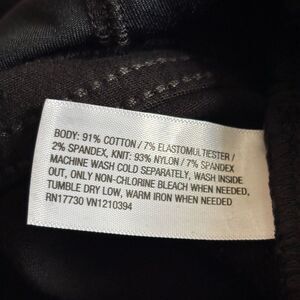 BODY: 91% COTTON / 7% ELASTOMULTIESTER /
2% SPANDEX, KNIT: 93% NYLON / 7% SPANDEX
MACHINE WASH COLD SEPARATELY, WASH INSIDE
OUT, ONLY NON-CHLORINE BLEACH WHEN NEEDED,
TUMBLE DRY LOW, WARM IRON WHEN NEEDED
RN17730 VN1210394